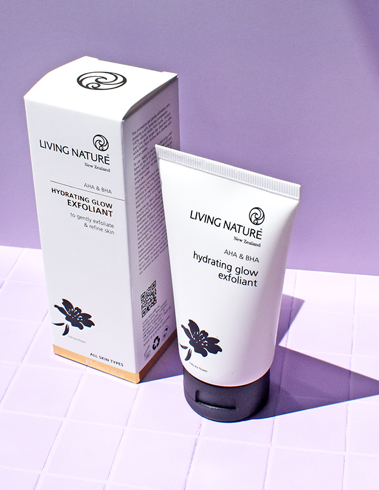 LIVING NATURE
New Zealand
AHA & BHA
HYDRATING GLOW
EXFOLIANT
to gently exfoliate
& refine skin
ALL SKIN TYPES
LIVING NATURE
New Zealand
AHA & BHA
hydrating glow
exfoliant